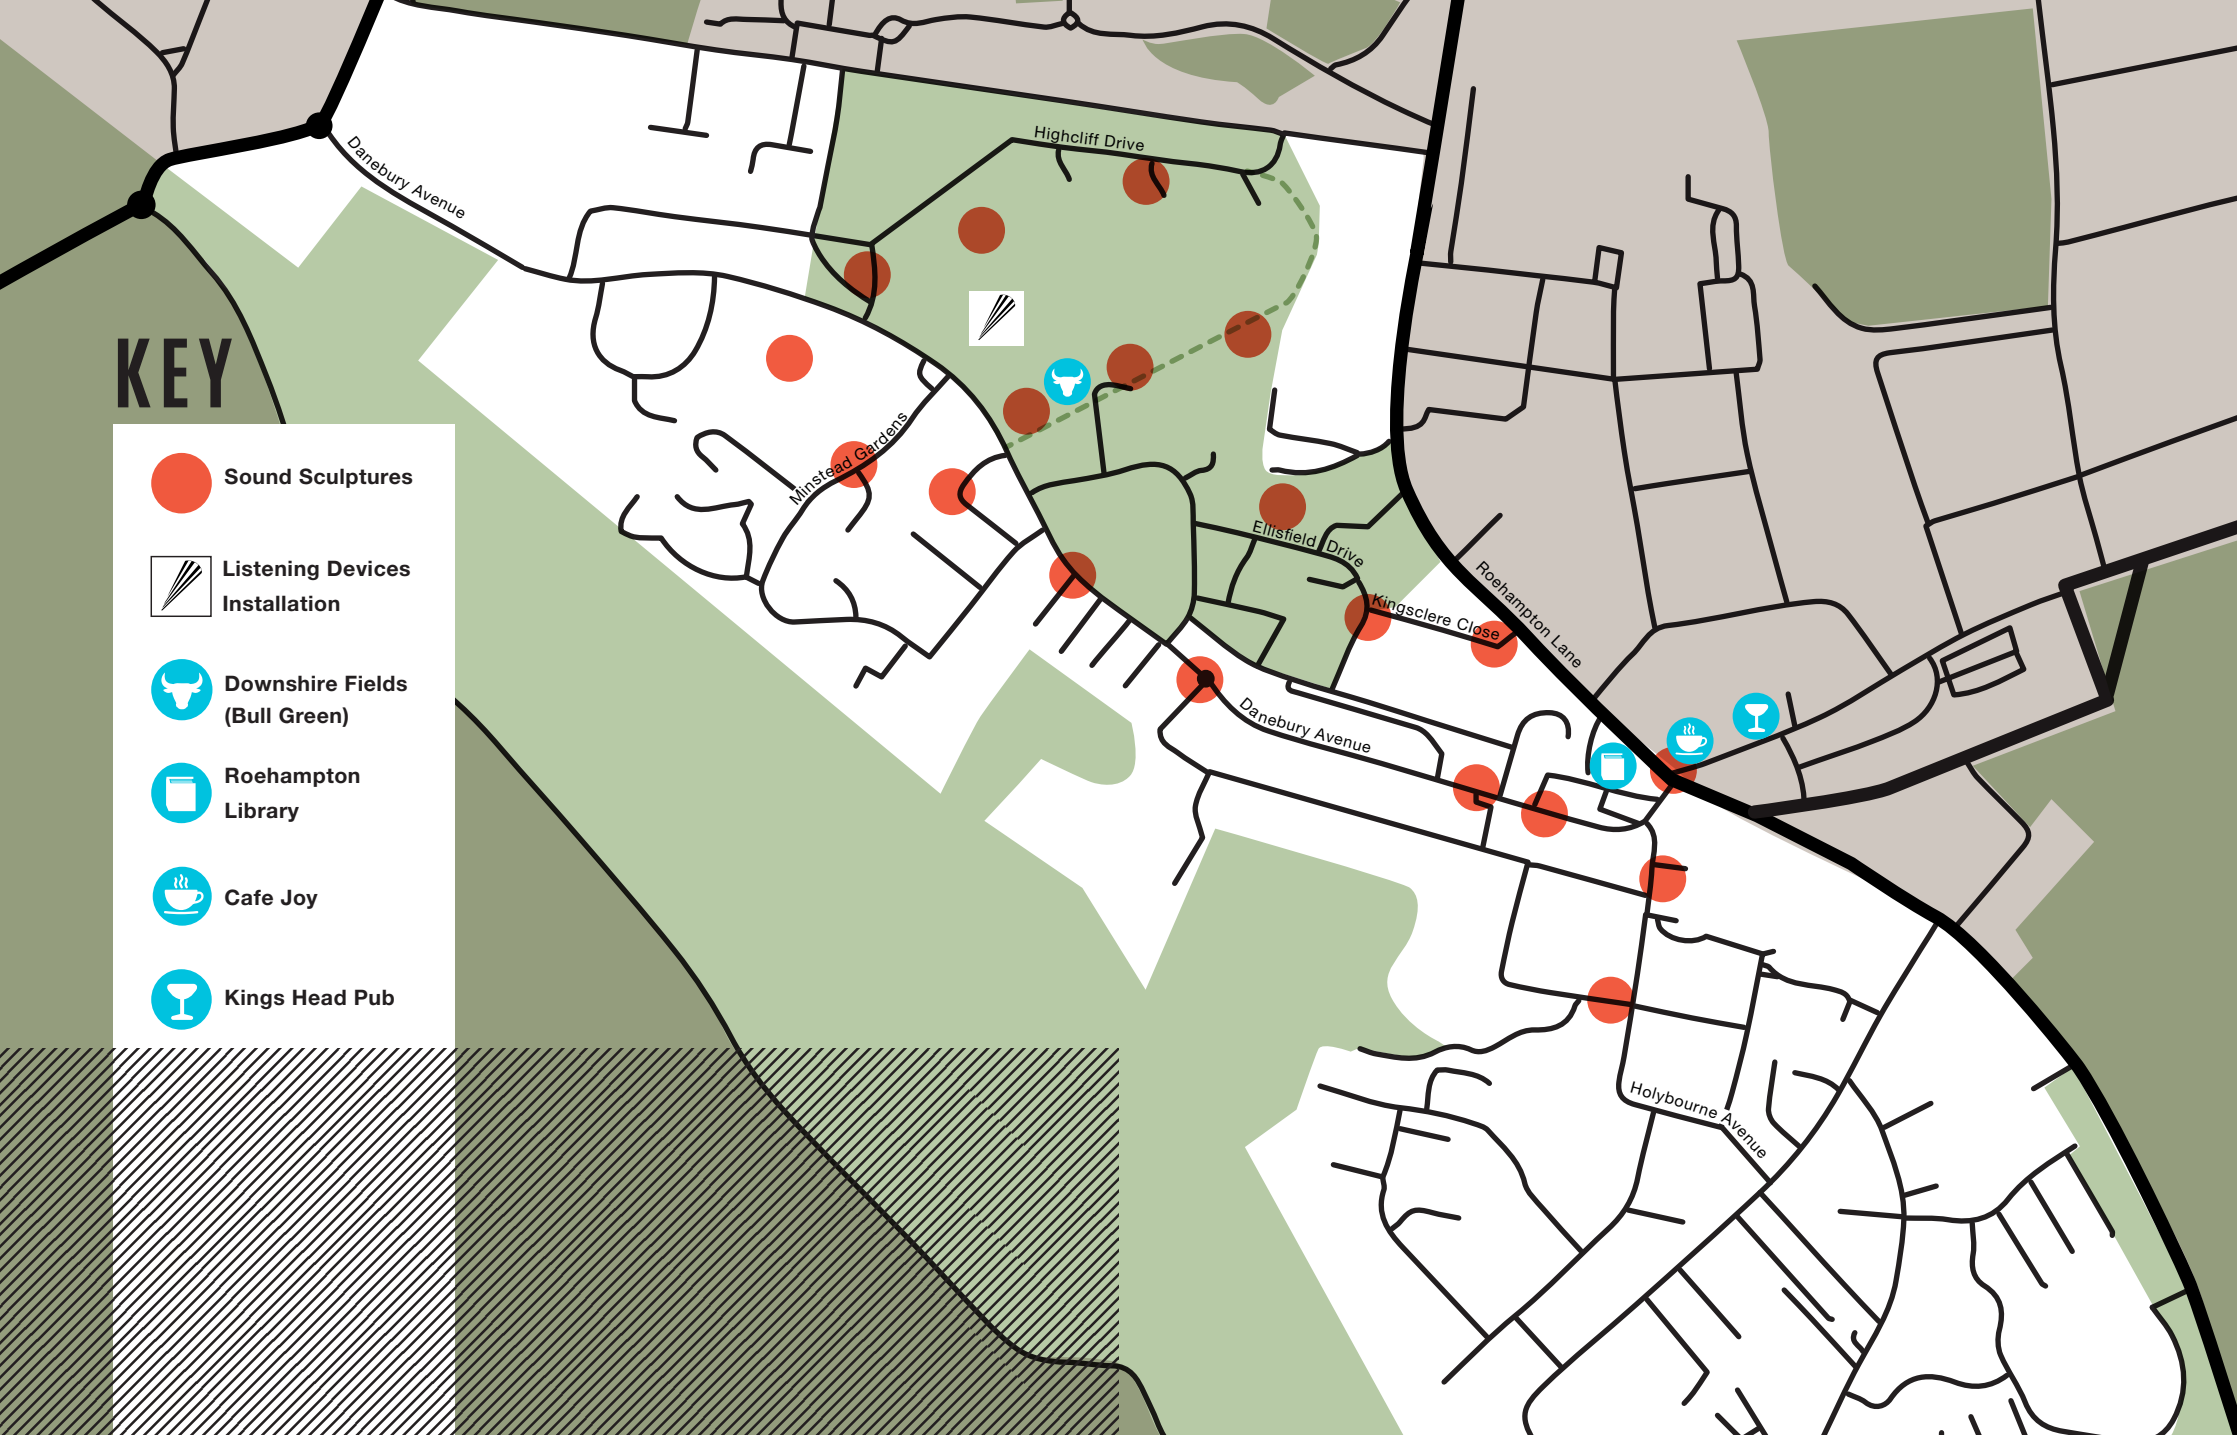 Highcliff Drive
Danebury Avenue
KEY
Sound Sculptures
Listening Devices
Installation
Downshire Fields
(Bull Green)
Roehampton
Library
Cafe Joy
Kings Head Pub
Minstead Gardens
Ellisfield Drive
Kingsclere Close
Roehampton Lane
Danebury Avenue
Holybourne Avenue